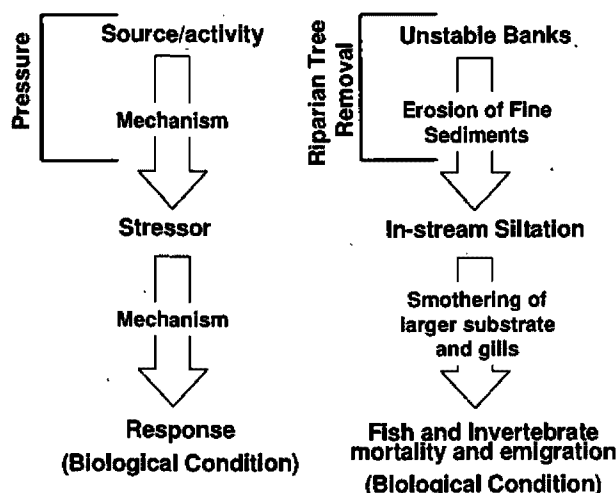 Pressure
Source/activity
Mechanism
Stressor
Mechanism
Response
(Biological Condition)
Riparian Tree
Removal
Unstable Banks
Erosion of Fine
Sediments
In-stream Siltation
Smothering of
larger substrate
and gills
Fish and Invertebrate
mortality and emigration
(Biological Condition)